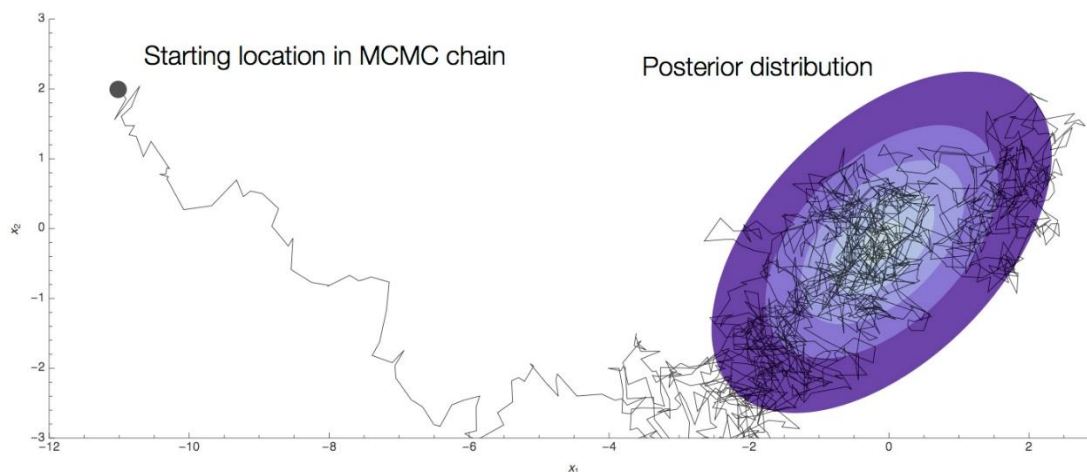 3
Starting location in MCMC chain
Posterior distribution
2
1
x₂
0
−1
−2
−3
−12 −10 −8 −6 −4 −2 0 2
x₁